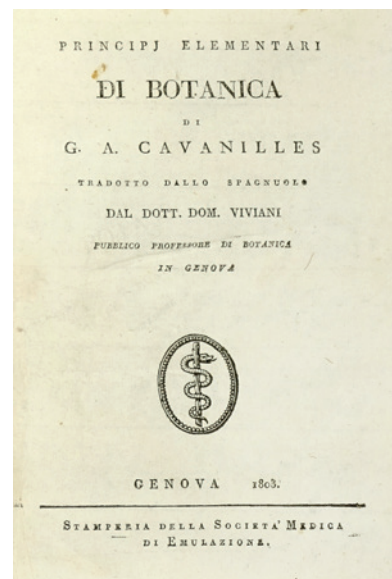 PRINCIPJ ELEMENTARI
DI BOTANICA
DI
G. A. CAVANILLES
TRADOTTO DALLO SPAGNUOLO
DAL DOTT. DOM. VIVIANI
PUBBLICO PROFESSORE DI BOTANICA
IN GENOVA
GENOVA 1803.
STAMPERIA DELLA SOCIETA' MEDICA
DI EMULAZIONE.